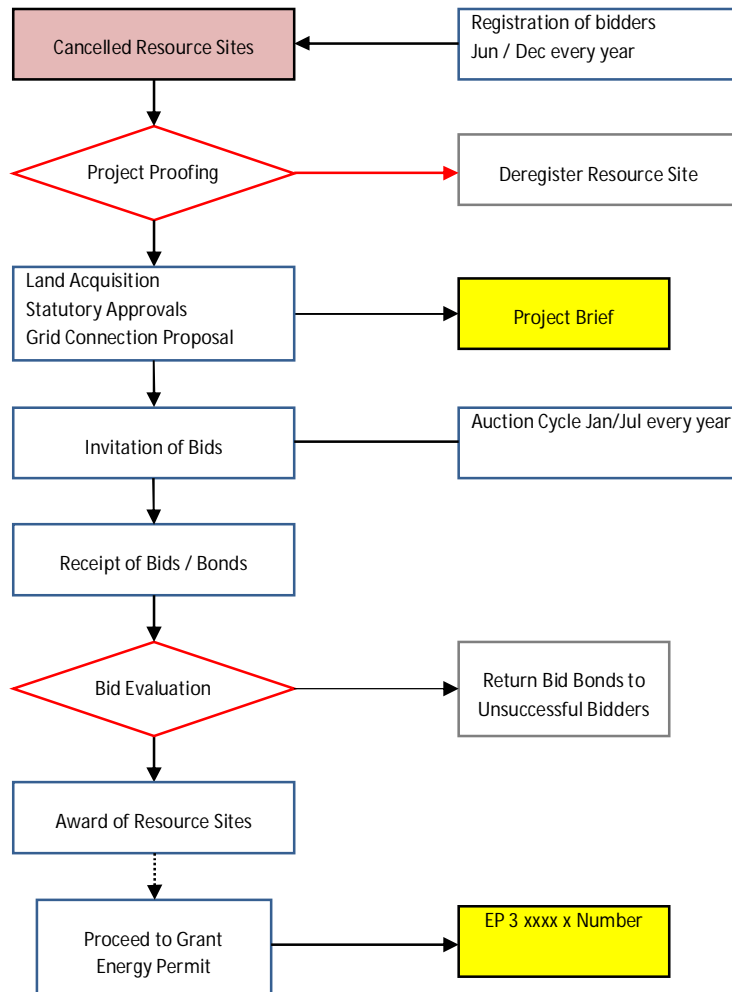 Cancelled Resource Sites
Registration of bidders
Jun / Dec every year
Project Proofing
Deregister Resource Site
Land Acquisition
Statutory Approvals
Grid Connection Proposal
Project Brief
Invitation of Bids
Auction Cycle Jan/Jul every year
Receipt of Bids / Bonds
Bid Evaluation
Return Bid Bonds to
Unsuccessful Bidders
Award of Resource Sites
Proceed to Grant
Energy Permit
EP 3 xxxx x Number